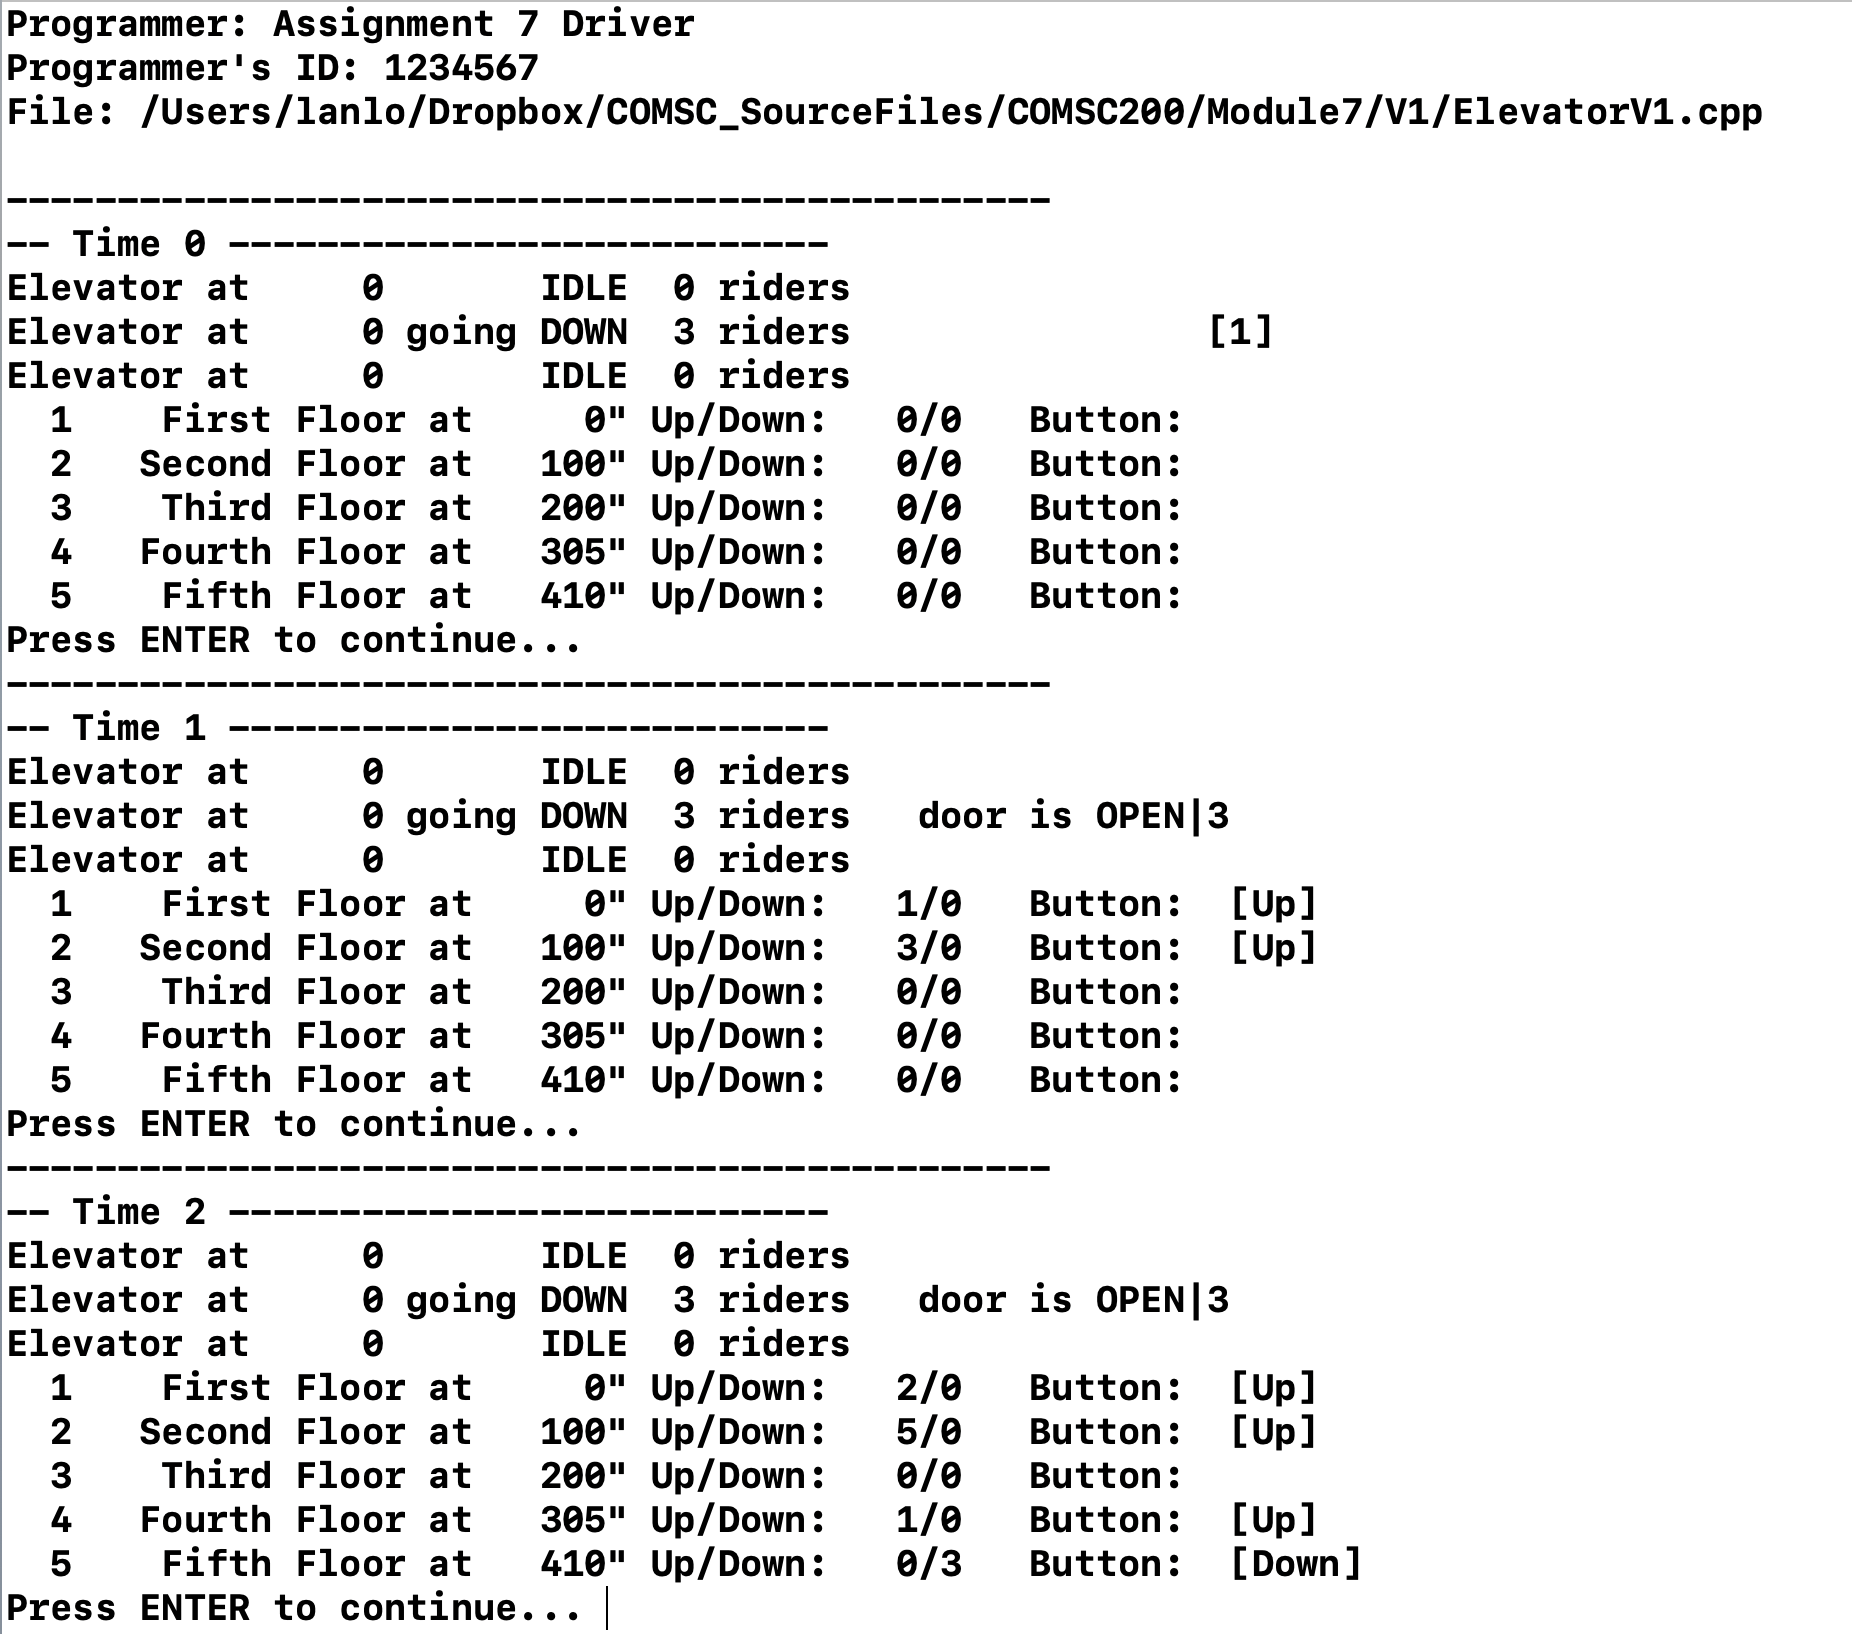 Programmer: Assignment 7 Driver
Programmer's ID: 1234567
File: /Users/lanlo/Dropbox/COMSC_SourceFiles/COMSC200/Module7/V1/ElevatorV1.cpp

-----------------------------------------------
-- Time 0 ---------------------------
Elevator at     0       IDLE  0 riders
Elevator at     0 going DOWN  3 riders                [1]
Elevator at     0       IDLE  0 riders
  1    First Floor at     0" Up/Down:   0/0   Button:
  2   Second Floor at   100" Up/Down:   0/0   Button:
  3    Third Floor at   200" Up/Down:   0/0   Button:
  4   Fourth Floor at   305" Up/Down:   0/0   Button:
  5    Fifth Floor at   410" Up/Down:   0/0   Button:
Press ENTER to continue...
-----------------------------------------------
-- Time 1 ---------------------------
Elevator at     0       IDLE  0 riders
Elevator at     0 going DOWN  3 riders   door is OPEN|3
Elevator at     0       IDLE  0 riders
  1    First Floor at     0" Up/Down:   1/0   Button:  [Up]
  2   Second Floor at   100" Up/Down:   3/0   Button:  [Up]
  3    Third Floor at   200" Up/Down:   0/0   Button:
  4   Fourth Floor at   305" Up/Down:   0/0   Button:
  5    Fifth Floor at   410" Up/Down:   0/0   Button:
Press ENTER to continue...
-----------------------------------------------
-- Time 2 ---------------------------
Elevator at     0       IDLE  0 riders
Elevator at     0 going DOWN  3 riders   door is OPEN|3
Elevator at     0       IDLE  0 riders
  1    First Floor at     0" Up/Down:   2/0   Button:  [Up]
  2   Second Floor at   100" Up/Down:   5/0   Button:  [Up]
  3    Third Floor at   200" Up/Down:   0/0   Button:
  4   Fourth Floor at   305" Up/Down:   1/0   Button:  [Up]
  5    Fifth Floor at   410" Up/Down:   0/3   Button:  [Down]
Press ENTER to continue...